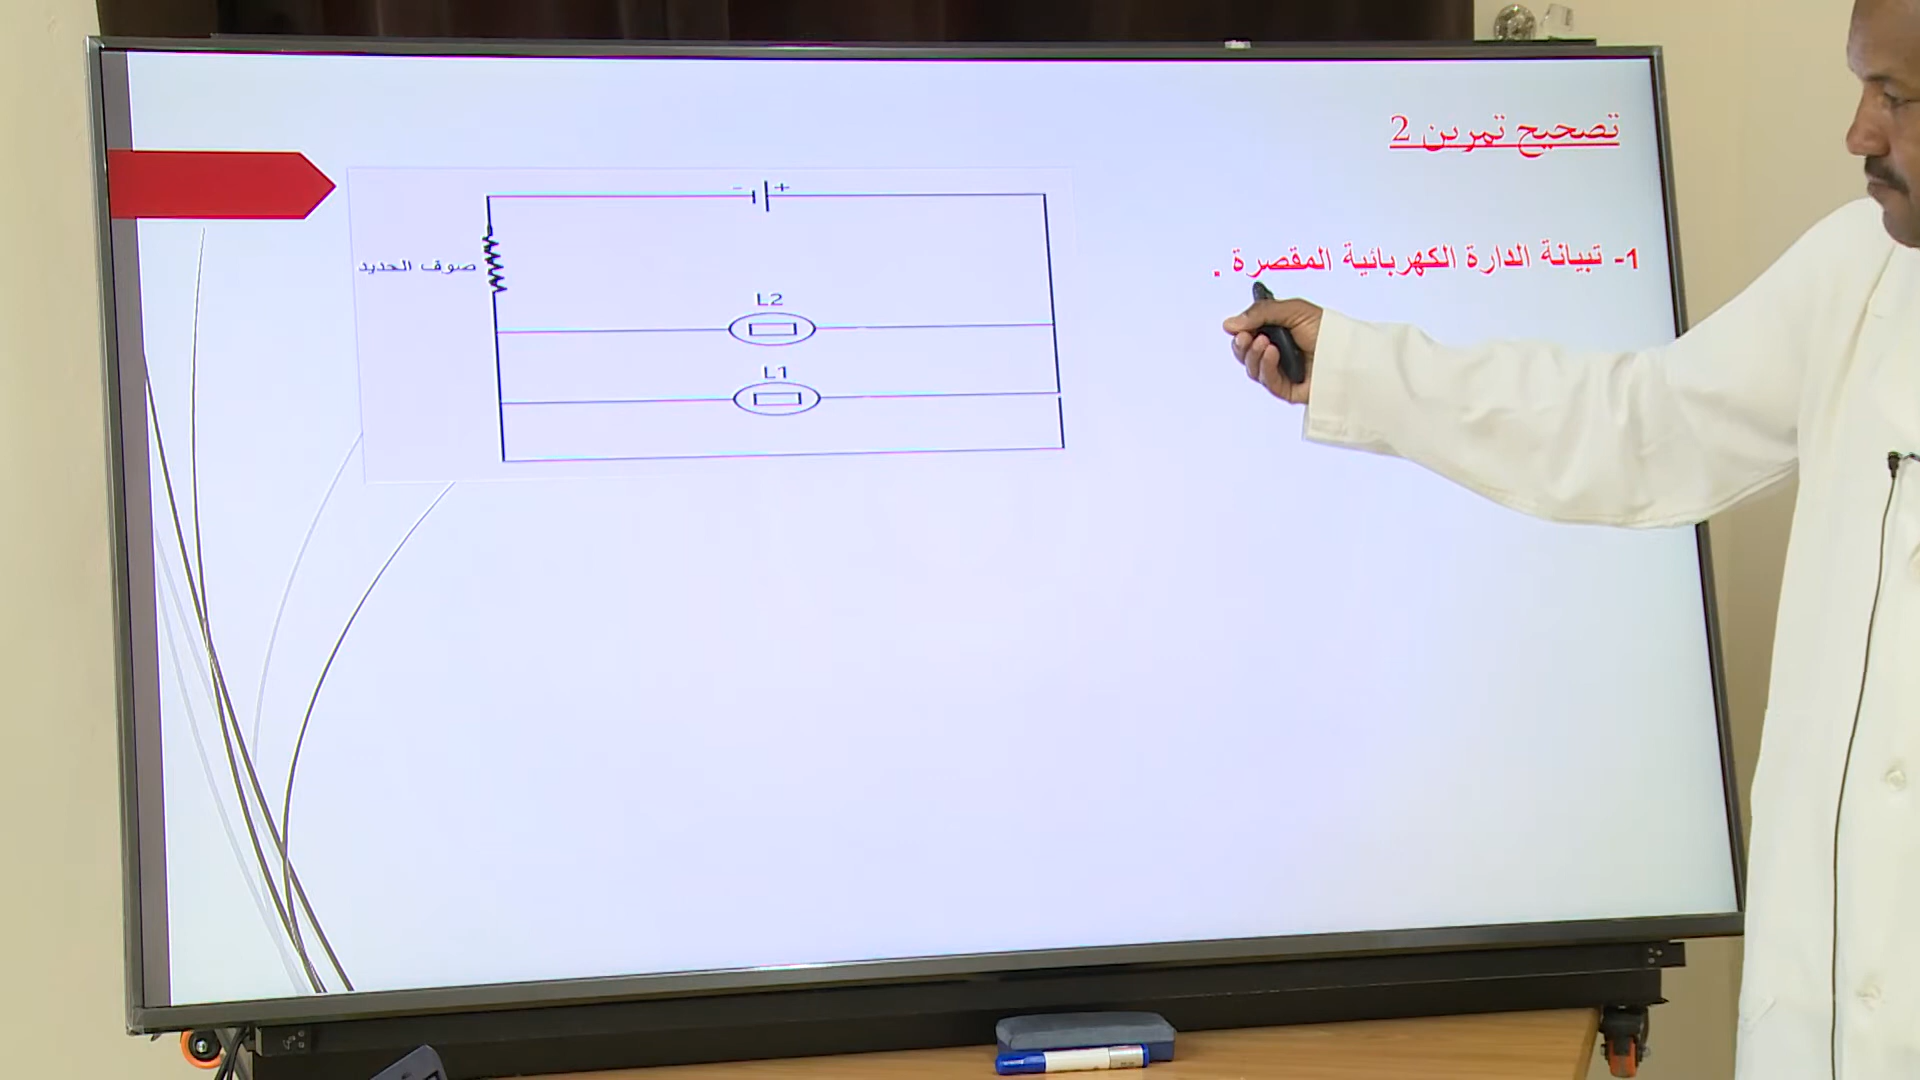 تصحيح تمرين 2
1- تبيانة الدارة الكهربائية المقصرة .
- +
صوف الحديد
L2
L1